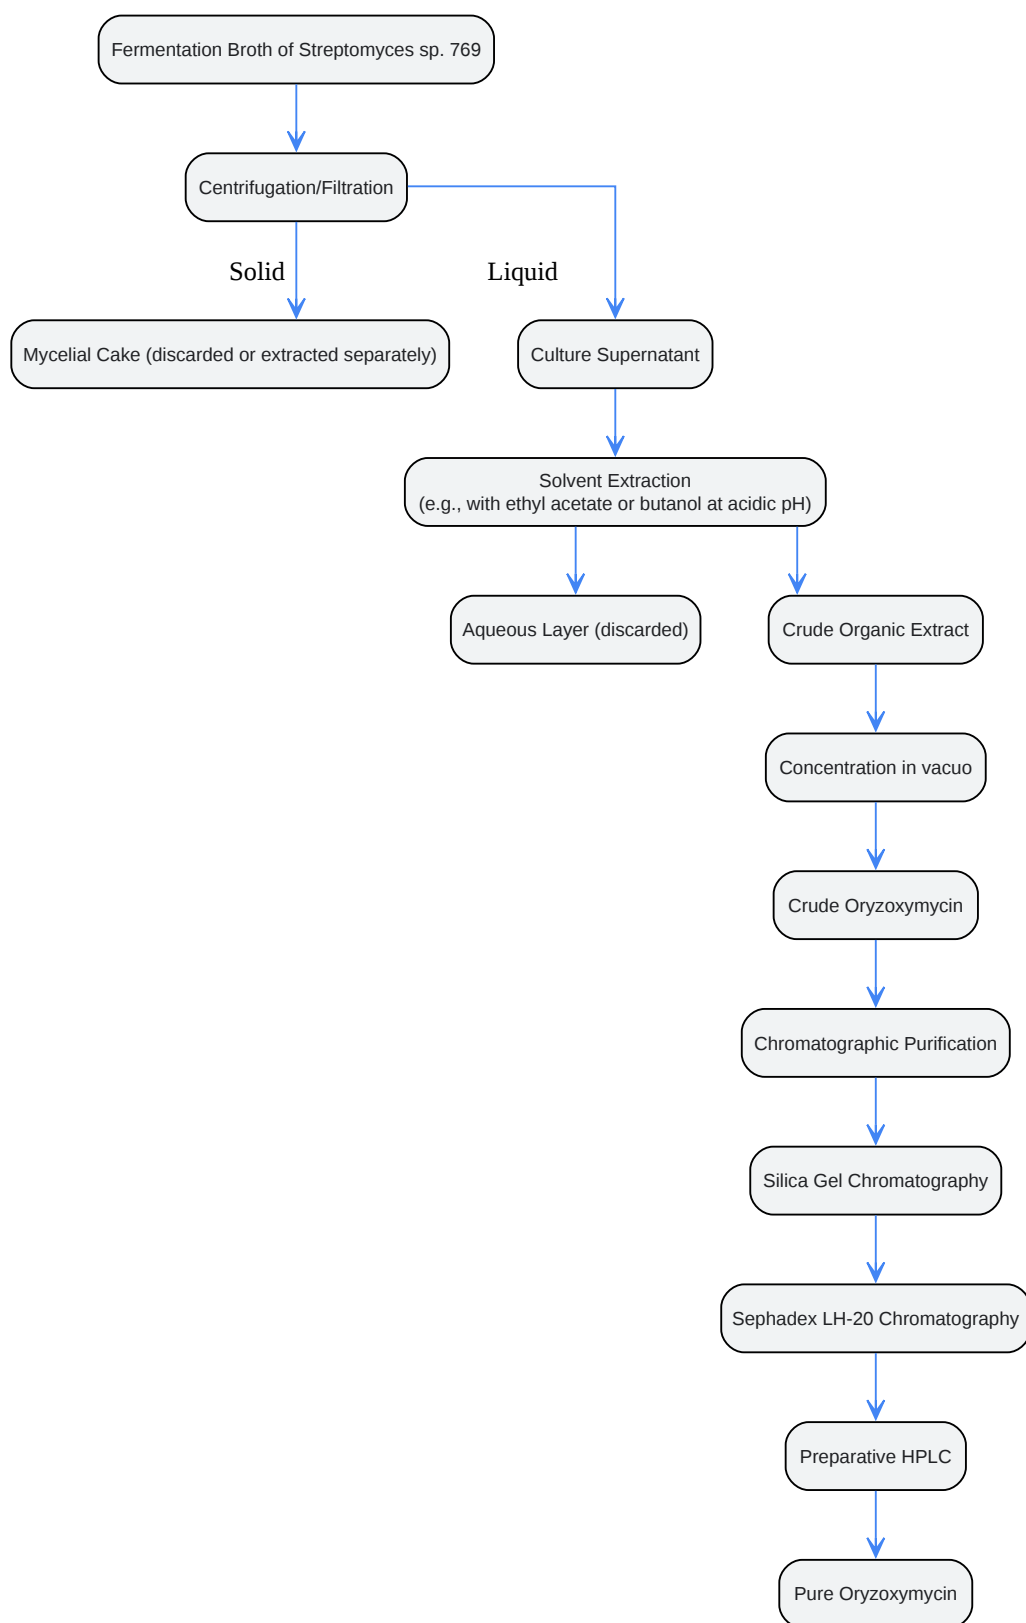 Fermentation Broth of Streptomyces sp. 769
Centrifugation/Filtration
Solid
Liquid
Mycelial Cake (discarded or extracted separately)
Culture Supernatant
Solvent Extraction
(e.g., with ethyl acetate or butanol at acidic pH)
Aqueous Layer (discarded)
Crude Organic Extract
Concentration in vacuo
Crude Oryzoxymycin
Chromatographic Purification
Silica Gel Chromatography
Sephadex LH-20 Chromatography
Preparative HPLC
Pure Oryzoxymycin